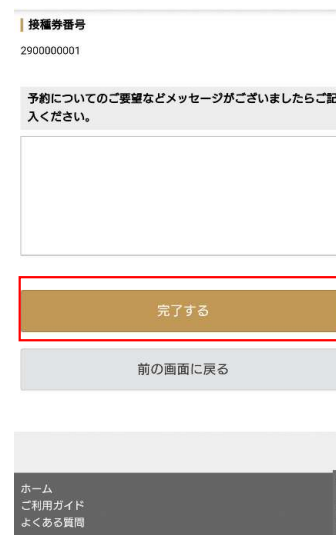 接種券番号
2900000001
予約についてのご要望などメッセージがございましたらご記
入ください。
完了する
前の画面に戻る
ホーム
ご利用ガイド
よくある質問